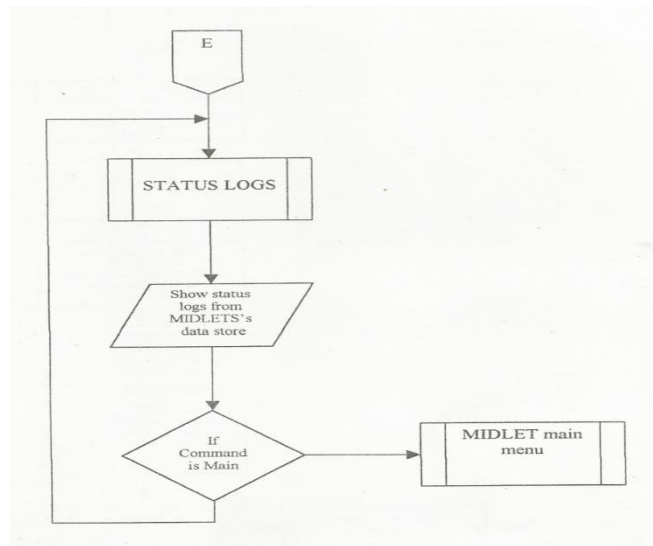 E
STATUS LOGS
Show status
logs from
MIDLETS's
data store
If
Command
is Main
MIDLET main
menu